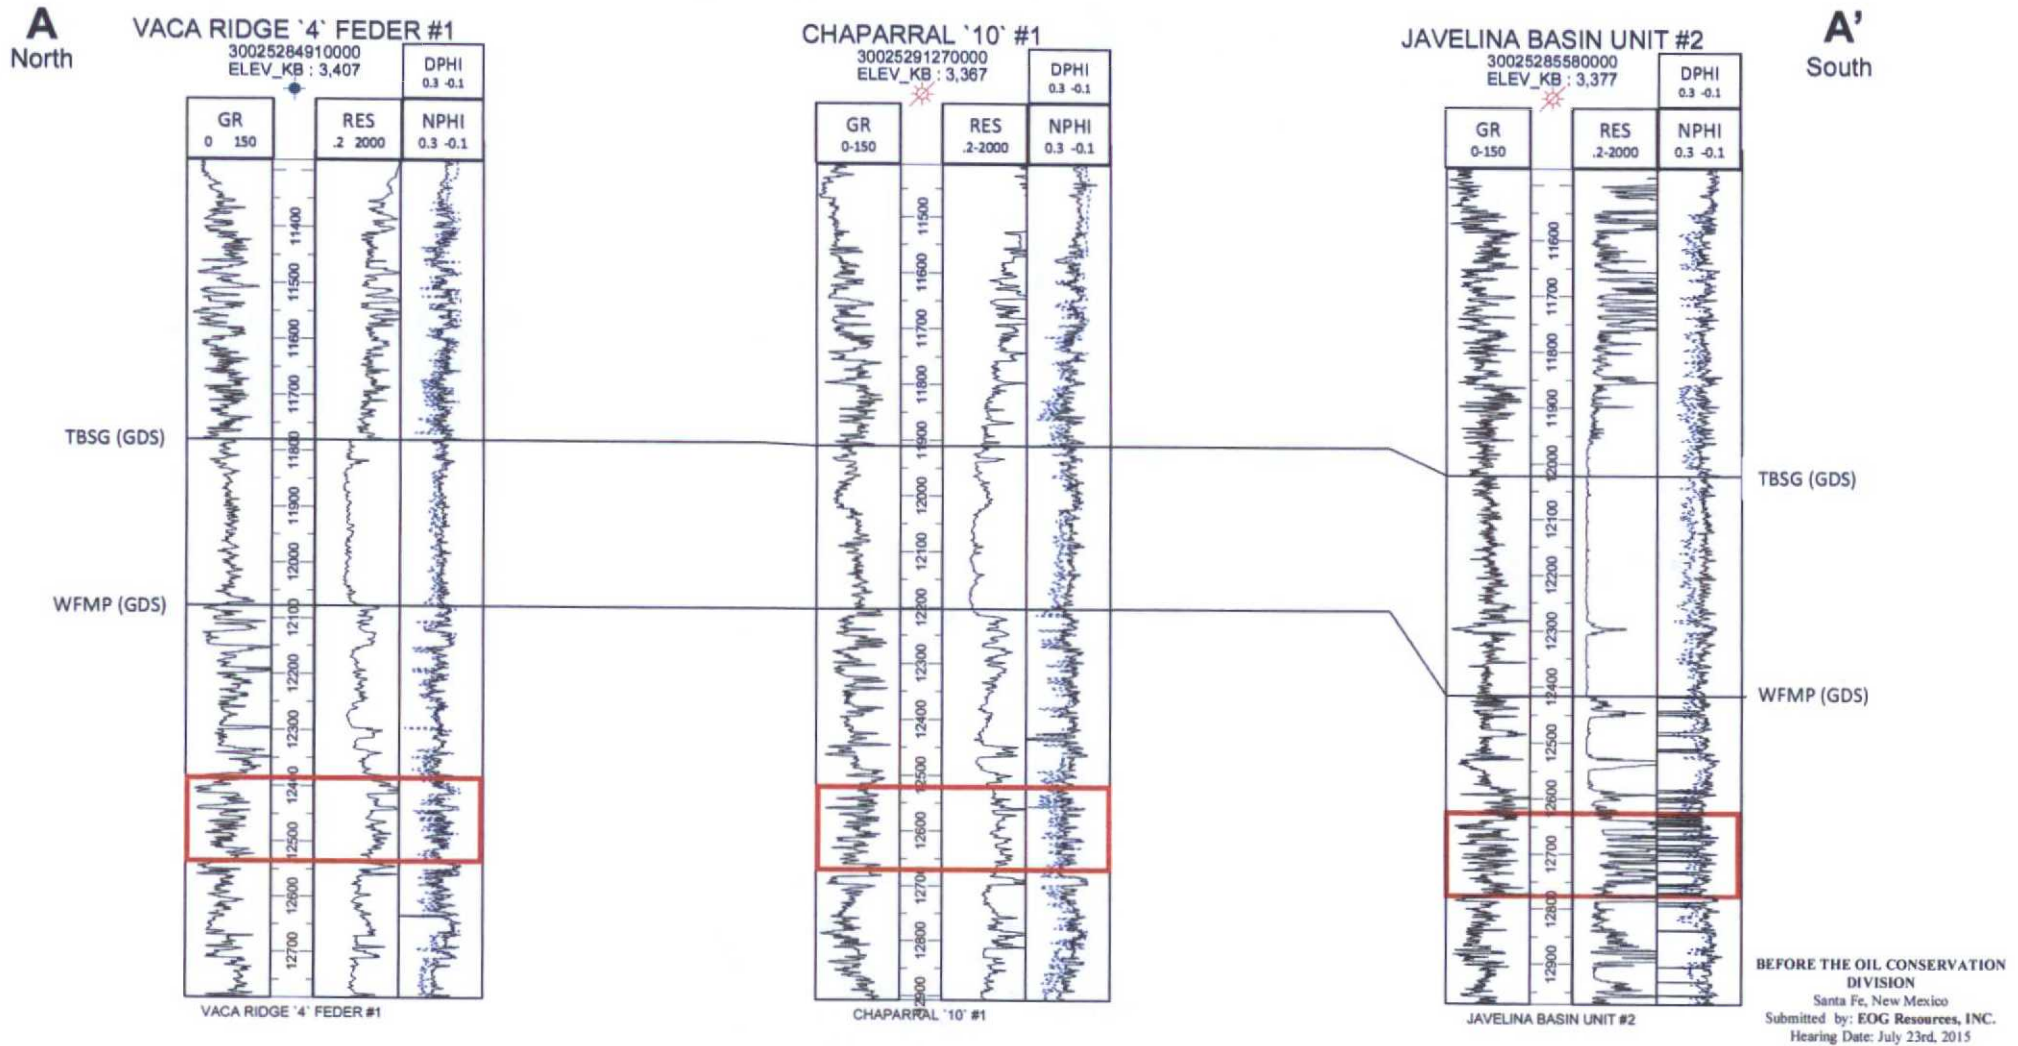 A
North
VACA RIDGE `4` FEDER #1
30025284910000
ELEV_KB : 3,407
DPHI
0.3 -0.1
GR
0 150
RES
.2 2000
NPHI
0.3 -0.1
11400
11500
11600
11700
11800
11900
12000
12100
12200
12300
12400
12500
12600
12700
VACA RIDGE `4` FEDER #1
TBSG (GDS)
WFMP (GDS)
CHAPARRAL `10` #1
30025291270000
ELEV_KB : 3,367
DPHI
0.3 -0.1
GR
0-150
RES
.2-2000
NPHI
0.3 -0.1
11500
11600
11700
11800
11900
12000
12100
12200
12300
12400
12500
12600
12700
12800
12900
CHAPARRAL `10` #1
A'
South
JAVELINA BASIN UNIT #2
30025285580000
ELEV_KB : 3,377
DPHI
0.3 -0.1
GR
0-150
RES
.2-2000
NPHI
0.3 -0.1
11600
11700
11800
11900
12000
12100
12200
12300
12400
12500
12600
12700
12800
12900
JAVELINA BASIN UNIT #2
TBSG (GDS)
WFMP (GDS)
BEFORE THE OIL CONSERVATION
DIVISION
Santa Fe, New Mexico
Submitted by: EOG Resources, INC.
Hearing Date: July 23rd, 2015